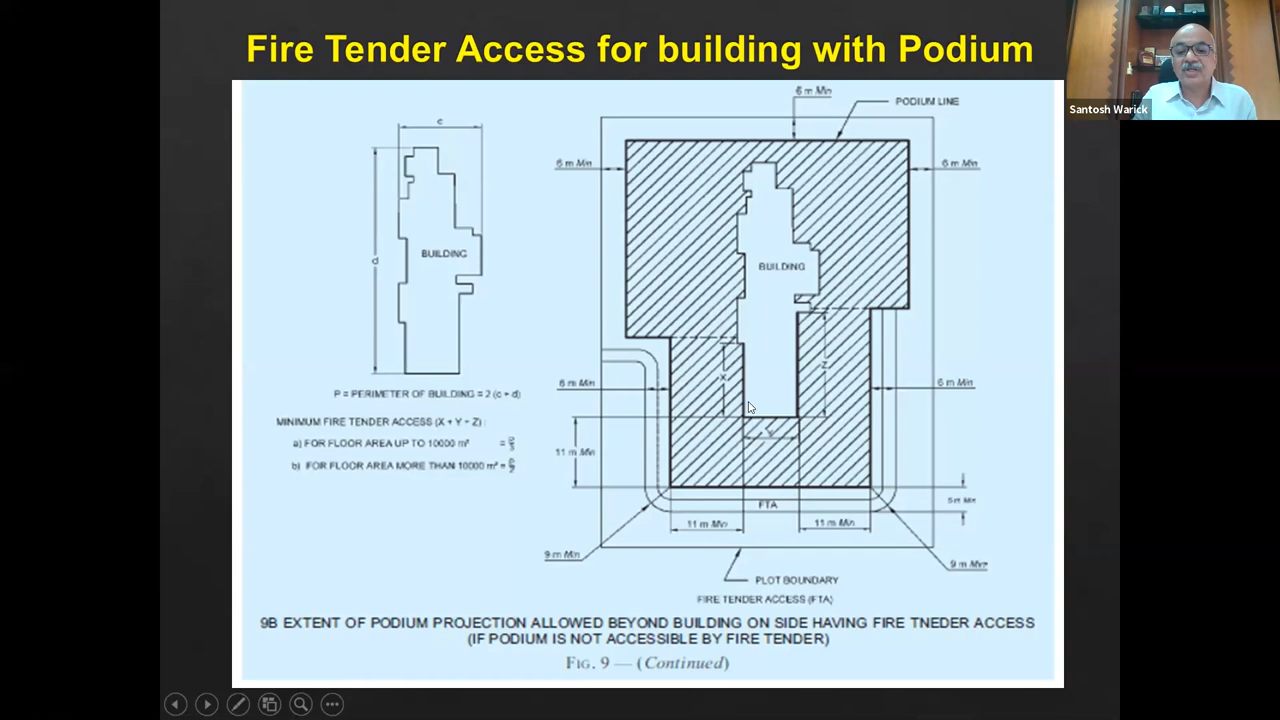 Fire Tender Access for building with Podium
Santosh Warick
6 m Min
PODIUM LINE
c
6 m Min
6 m Min
BUILDING
d
BUILDING
X
Z
6 m Min
6 m Min
P = PERIMETER OF BUILDING = 2 (c + d)
MINIMUM FIRE TENDER ACCESS (X + Y + Z) :
Y
a) FOR FLOOR AREA UP TO 10000 m²
11 m Min
b) FOR FLOOR AREA MORE THAN 10000 m² =
FTA
11 m Min
11 m Min
9 m Min
9 m Min
PLOT BOUNDARY
FIRE TENDER ACCESS (FTA)
9B EXTENT OF PODIUM PROJECTION ALLOWED BEYOND BUILDING ON SIDE HAVING FIRE TNEDER ACCESS
(IF PODIUM IS NOT ACCESSIBLE BY FIRE TENDER)
FIG. 9 — (Continued)